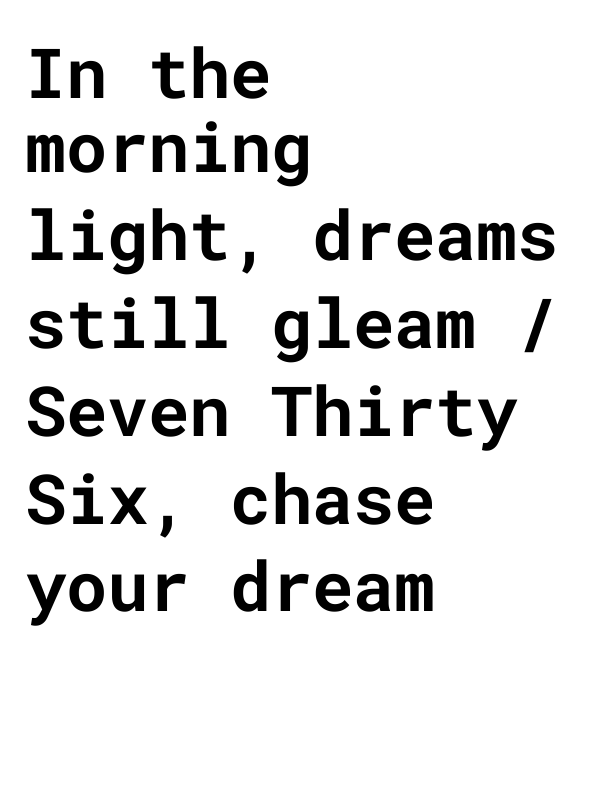 In the
morning
light, dreams
still gleam /
Seven Thirty
Six, chase
your dream